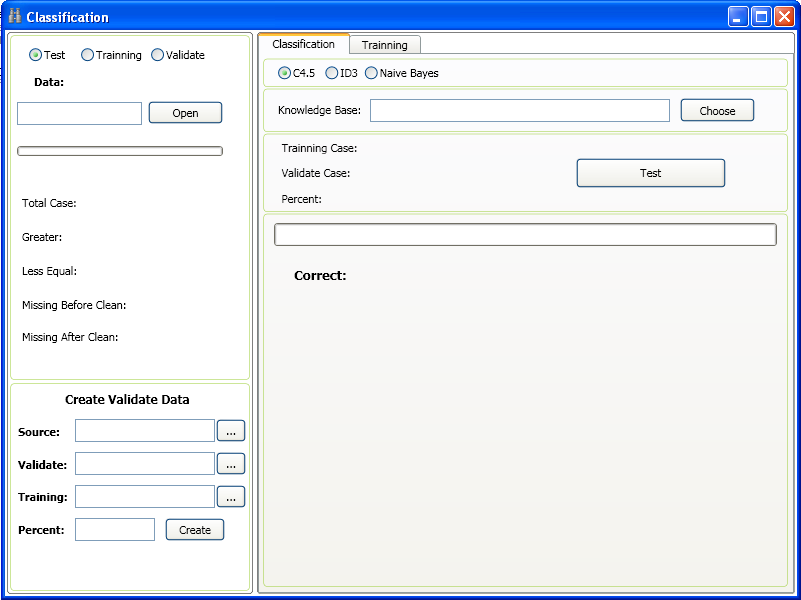 Classification
Test Trainning Validate
Data:
Open
Total Case:
Greater:
Less Equal:
Missing Before Clean:
Missing After Clean:
Create Validate Data
Source: ...
Validate: ...
Training: ...
Percent: Create
Classification Trainning
C4.5 ID3 Naive Bayes
Knowledge Base: Choose
Trainning Case:
Validate Case:
Test
Percent:
Correct: